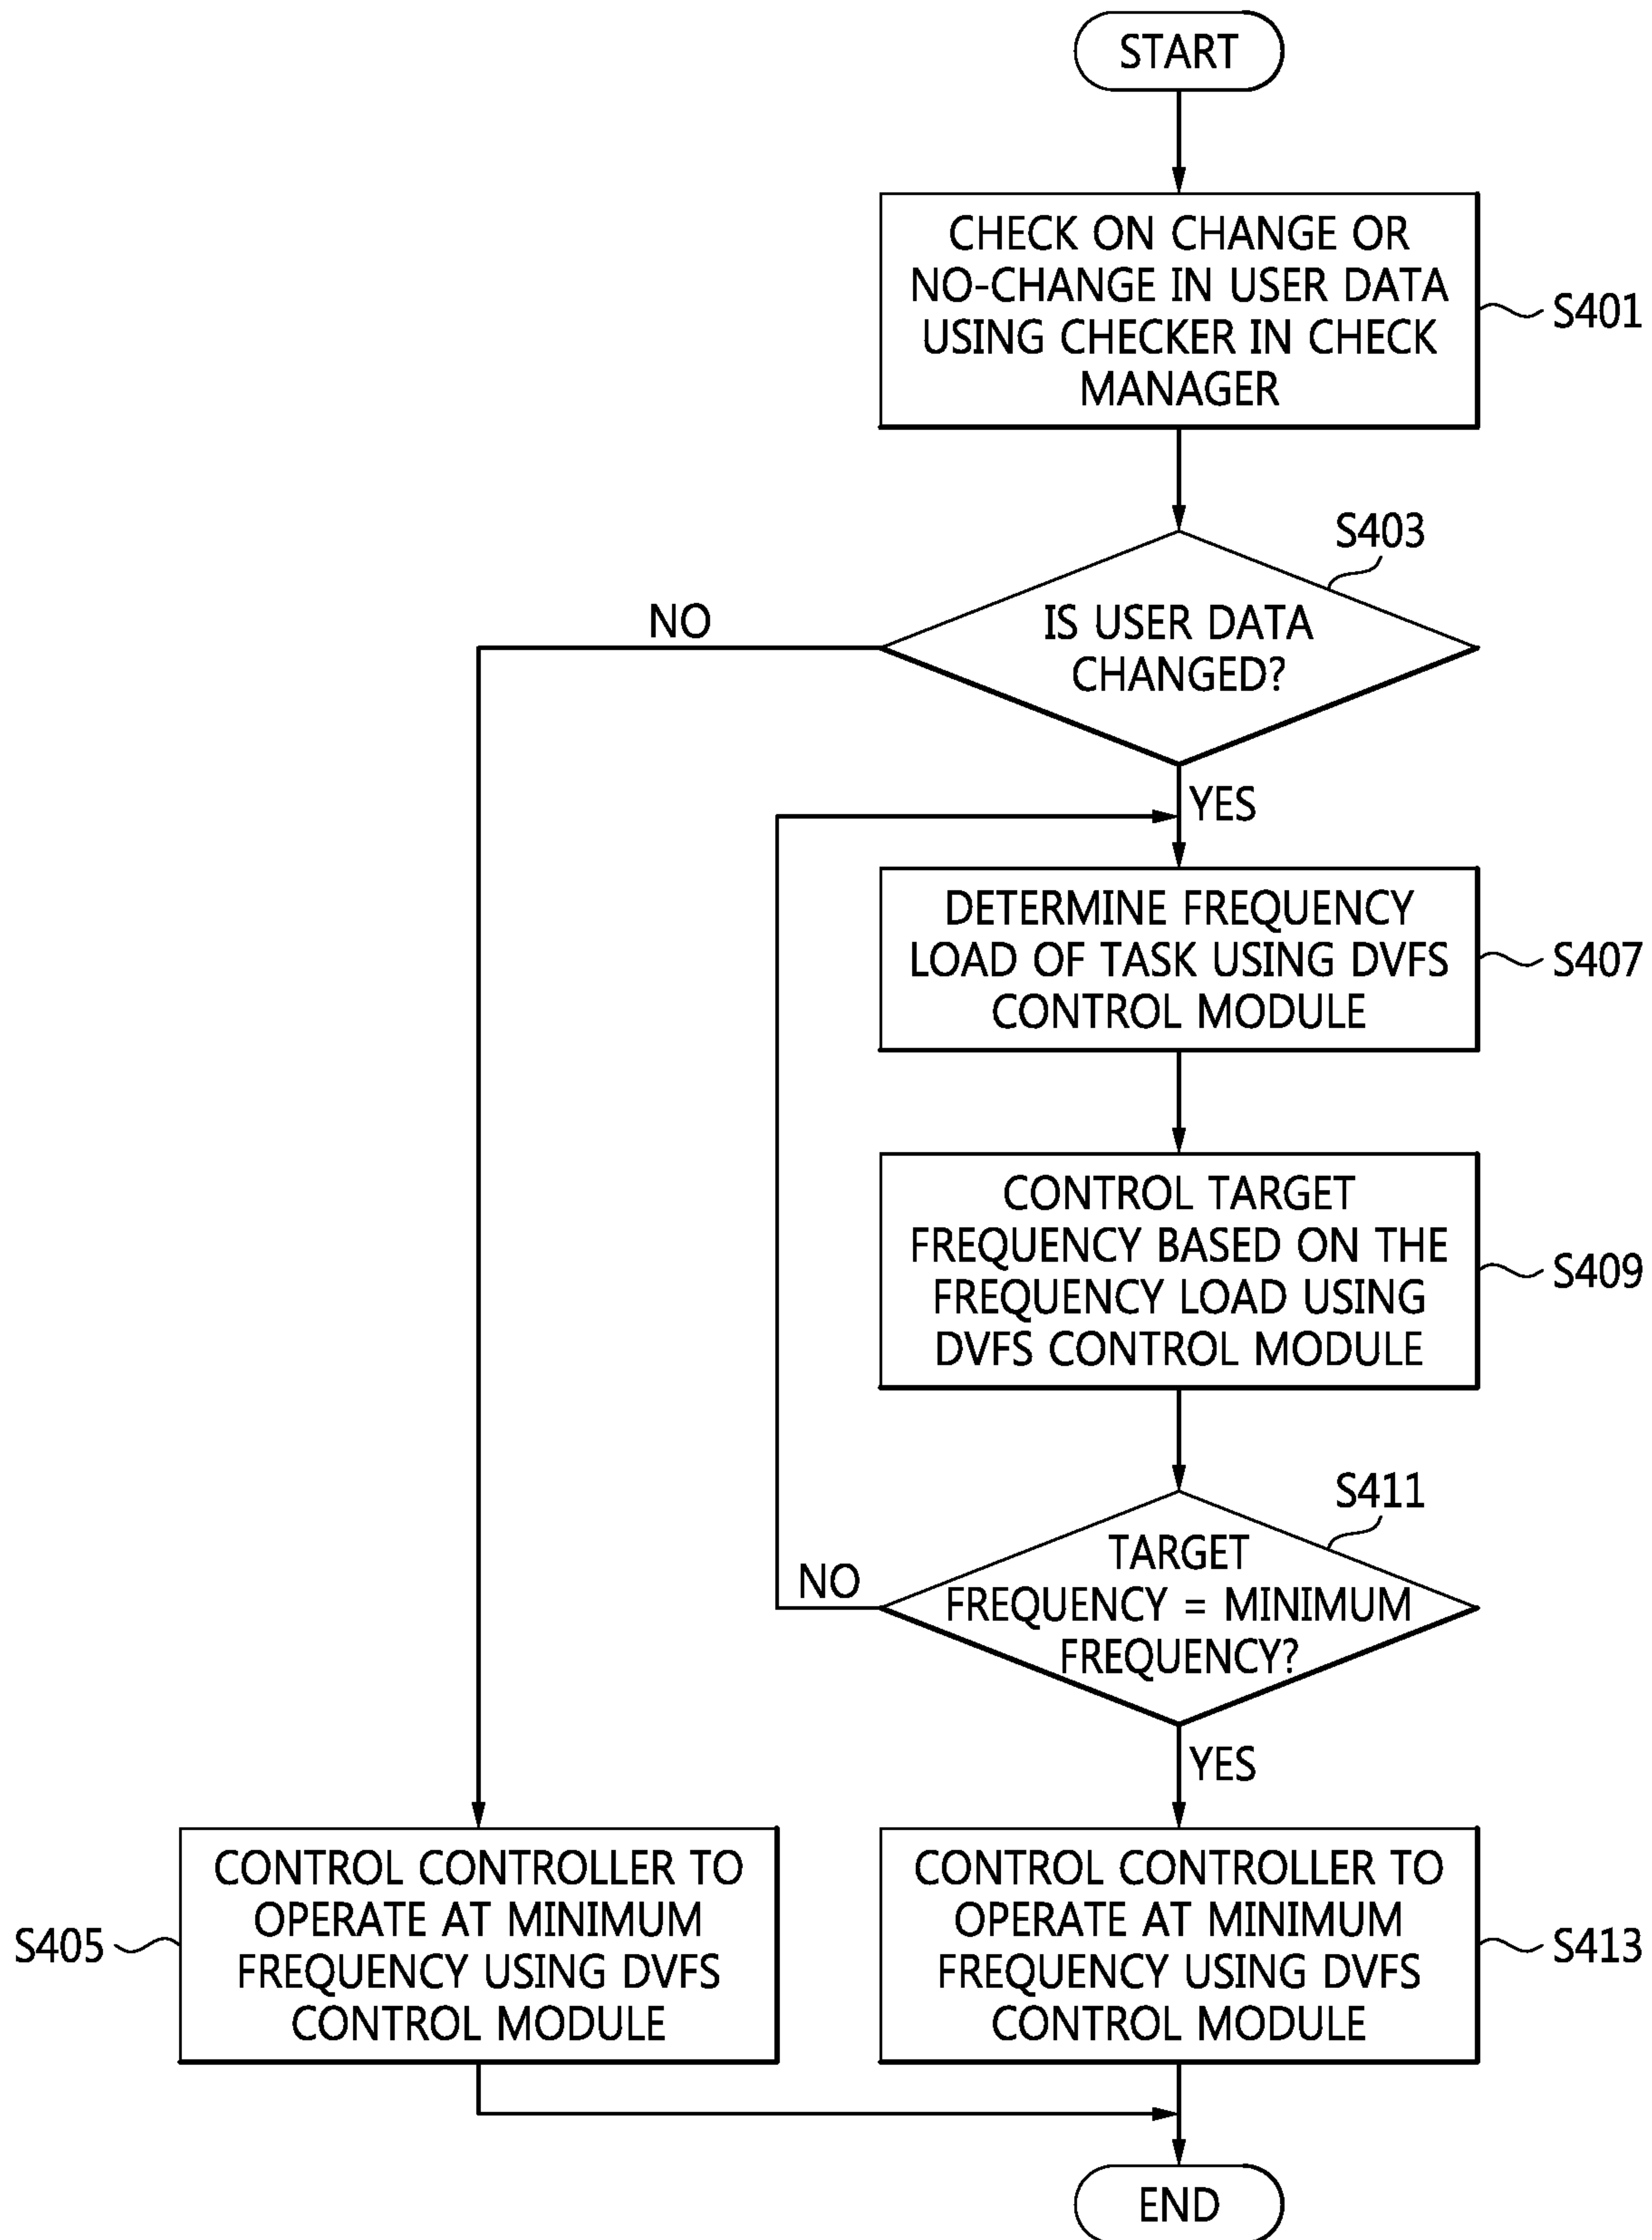 START
CHECK ON CHANGE OR
NO-CHANGE IN USER DATA
USING CHECKER IN CHECK
MANAGER
S401
S403
IS USER DATA
CHANGED?
NO
YES
DETERMINE FREQUENCY
LOAD OF TASK USING DVFS
CONTROL MODULE
S407
CONTROL TARGET
FREQUENCY BASED ON THE
FREQUENCY LOAD USING
DVFS CONTROL MODULE
S409
S411
TARGET
FREQUENCY = MINIMUM
FREQUENCY?
NO
YES
CONTROL CONTROLLER TO
OPERATE AT MINIMUM
FREQUENCY USING DVFS
CONTROL MODULE
S405
CONTROL CONTROLLER TO
OPERATE AT MINIMUM
FREQUENCY USING DVFS
CONTROL MODULE
S413
END